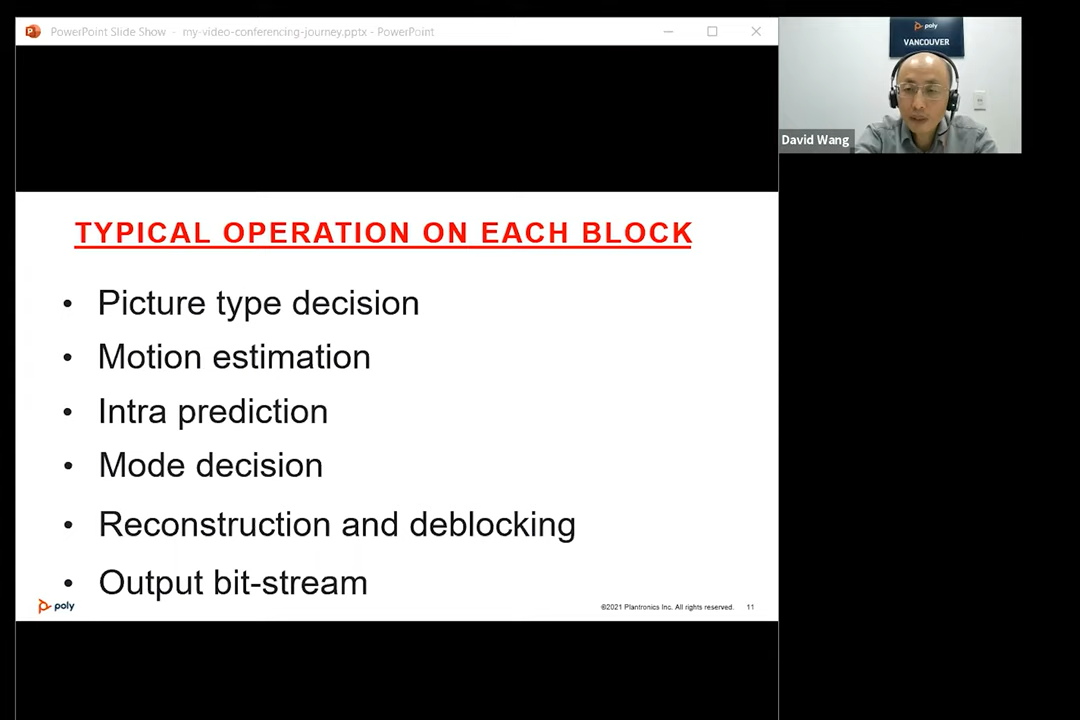 PowerPoint Slide Show - my-video-conferencing-journey.pptx - PowerPoint
poly
VANCOUVER
David Wang
TYPICAL OPERATION ON EACH BLOCK
• Picture type decision
• Motion estimation
• Intra prediction
• Mode decision
• Reconstruction and deblocking
• Output bit-stream
poly
©2021 Plantronics Inc. All rights reserved. 11